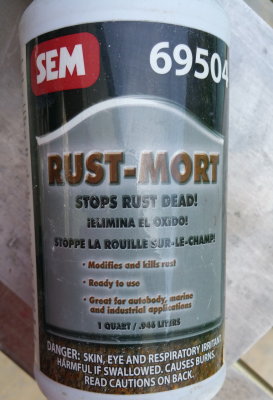 SEM 69504
RUST-MORT
STOPS RUST DEAD!
¡ELIMINA EL OXIDO!
STOPPE LA ROUILLE SUR-LE-CHAMP!
• Modifies and kills rust
• Ready to use
• Great for autobody, marine
and industrial applications
1 QUART / .946 LITERS
DANGER: SKIN, EYE AND RESPIRATORY IRRITANT.
HARMFUL IF SWALLOWED. CAUSES BURNS.
READ CAUTIONS ON BACK.